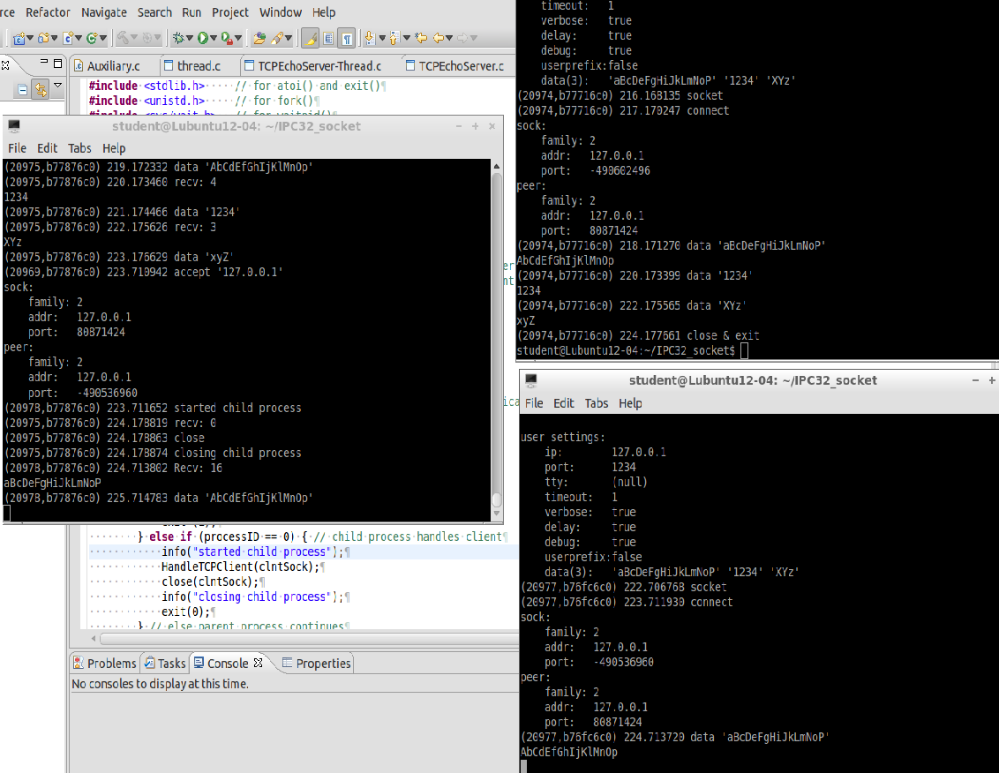 rce Refactor Navigate Search Run Project Window Help
Auxiliary.c thread.c TCPEchoServer-Thread.c TCPEchoServer.c
#include <stdlib.h> // for atoi() and exit()¶
#include <unistd.h> // for fork()
student@Lubuntu12-04: ~/IPC32_socket
File Edit Tabs Help
(20975,b77876c0) 219.172332 data 'AbCdEfGhIjKlMnOp'
(20975,b77876c0) 220.173460 recv: 4
1234
(20975,b77876c0) 221.174466 data '1234'
(20975,b77876c0) 222.175626 recv: 3
XYz
(20975,b77876c0) 223.176629 data 'xyZ'
(20969,b77876c0) 223.710942 accept '127.0.0.1'
sock:
family: 2
addr: 127.0.0.1
port: 80871424
peer:
family: 2
addr: 127.0.0.1
port: -490536960
(20978,b77876c0) 223.711652 started child process
(20975,b77876c0) 224.178819 recv: 0
(20975,b77876c0) 224.178863 close
(20975,b77876c0) 224.178874 closing child process
(20978,b77876c0) 224.713802 Recv: 16
aBcDeFgHiJkLmNoP
(20978,b77876c0) 225.714783 data 'AbCdEfGhIjKlMnOp'
er
nt
ica
} else if (processID == 0) { // child process handles client¶
info("started child process");¶
HandleTCPClient(clntSock);¶
close(clntSock);¶
info("closing child process");¶
exit(0);¶
} // else parent process continues¶
Problems Tasks Console Properties
No consoles to display at this time.
timeout: 1
verbose: true
delay: true
debug: true
userprefix:false
data(3): 'aBcDeFgHiJkLmNoP' '1234' 'XYz'
(20974,b77716c0) 216.168135 socket
(20974,b77716c0) 217.170247 connect
sock:
family: 2
addr: 127.0.0.1
port: -490602496
peer:
family: 2
addr: 127.0.0.1
port: 80871424
(20974,b77716c0) 218.171270 data 'aBcDeFgHiJkLmNoP'
AbCdEfGhIjKlMnOp
(20974,b77716c0) 220.173399 data '1234'
1234
(20974,b77716c0) 222.175565 data 'XYz'
xyZ
(20974,b77716c0) 224.177661 close & exit
student@Lubuntu12-04:~/IPC32_socket$
student@Lubuntu12-04: ~/IPC32_socket
File Edit Tabs Help
user settings:
ip: 127.0.0.1
port: 1234
tty: (null)
timeout: 1
verbose: true
delay: true
debug: true
userprefix:false
data(3): 'aBcDeFgHiJkLmNoP' '1234' 'XYz'
(20977,b76fc6c0) 222.706768 socket
(20977,b76fc6c0) 223.711930 connect
sock:
family: 2
addr: 127.0.0.1
port: -490536960
peer:
family: 2
addr: 127.0.0.1
port: 80871424
(20977,b76fc6c0) 224.713720 data 'aBcDeFgHiJkLmNoP'
AbCdEfGhIjKlMnOp